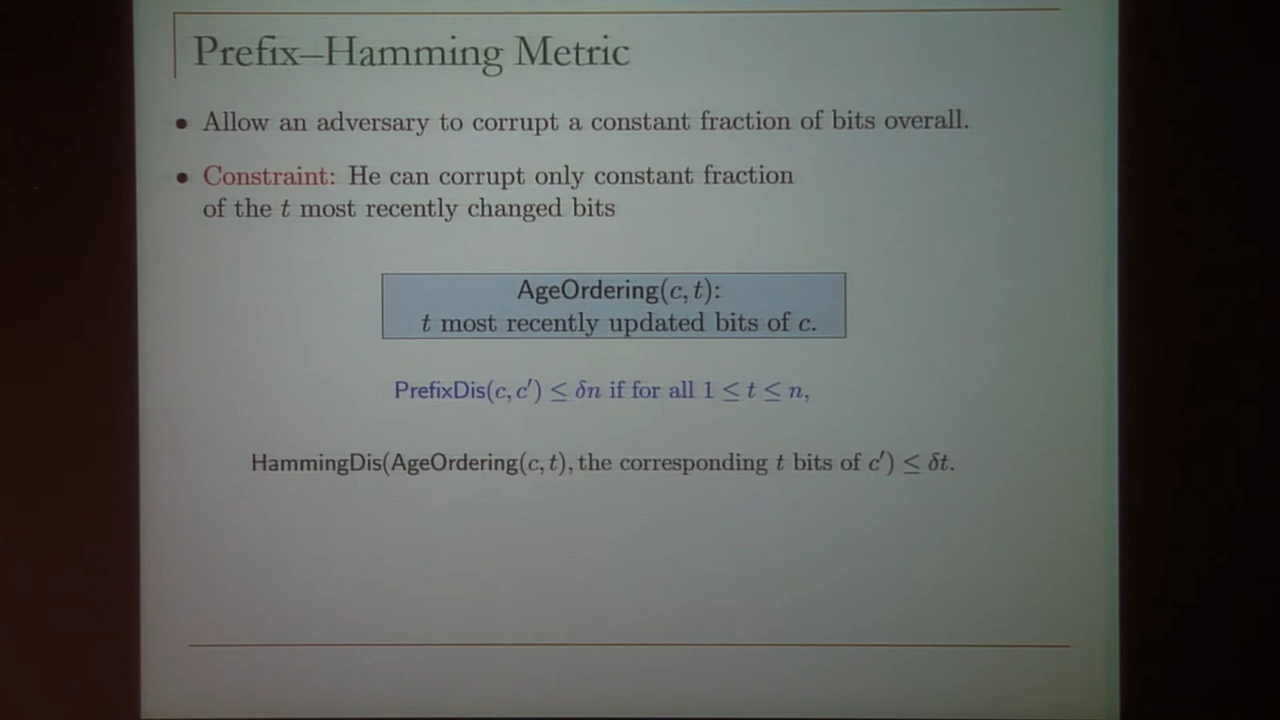 Prefix–Hamming Metric
• Allow an adversary to corrupt a constant fraction of bits overall.
• Constraint: He can corrupt only constant fraction
of the t most recently changed bits
AgeOrdering(c, t):
t most recently updated bits of c.
PrefixDis(c, c′) ≤ δn if for all 1 ≤ t ≤ n,
HammingDis(AgeOrdering(c, t), the corresponding t bits of c′) ≤ δt.